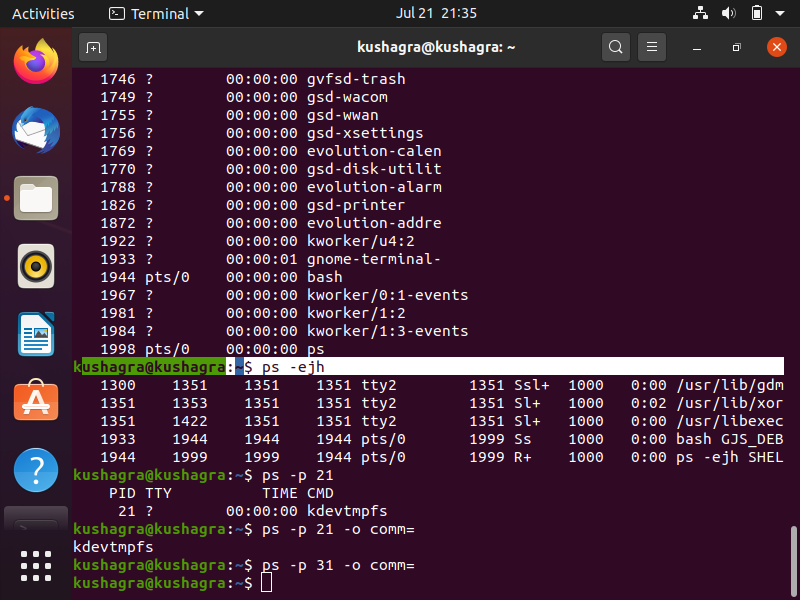 Activities Terminal Jul 21 21:35
kushagra@kushagra: ~
1746 ? 00:00:00 gvfsd-trash
1749 ? 00:00:00 gsd-wacom
1755 ? 00:00:00 gsd-wwan
1756 ? 00:00:00 gsd-xsettings
1769 ? 00:00:00 evolution-calen
1770 ? 00:00:00 gsd-disk-utilit
1788 ? 00:00:00 evolution-alarm
1826 ? 00:00:00 gsd-printer
1872 ? 00:00:00 evolution-addre
1922 ? 00:00:00 kworker/u4:2
1933 ? 00:00:01 gnome-terminal-
1944 pts/0 00:00:00 bash
1967 ? 00:00:00 kworker/0:1-events
1981 ? 00:00:00 kworker/1:2
1984 ? 00:00:00 kworker/1:3-events
1998 pts/0 00:00:00 ps
kushagra@kushagra:~$ ps -ejh
1300 1351 1351 1351 tty2 1351 Ssl+ 1000 0:00 /usr/lib/gdm
1351 1353 1351 1351 tty2 1351 Sl+ 1000 0:02 /usr/lib/xor
1351 1422 1351 1351 tty2 1351 Sl+ 1000 0:00 /usr/libexec
1933 1944 1944 1944 pts/0 1999 Ss 1000 0:00 bash GJS_DEB
1944 1999 1999 1944 pts/0 1999 R+ 1000 0:00 ps -ejh SHEL
kushagra@kushagra:~$ ps -p 21
PID TTY TIME CMD
21 ? 00:00:00 kdevtmpfs
kushagra@kushagra:~$ ps -p 21 -o comm=
kdevtmpfs
kushagra@kushagra:~$ ps -p 31 -o comm=
kushagra@kushagra:~$